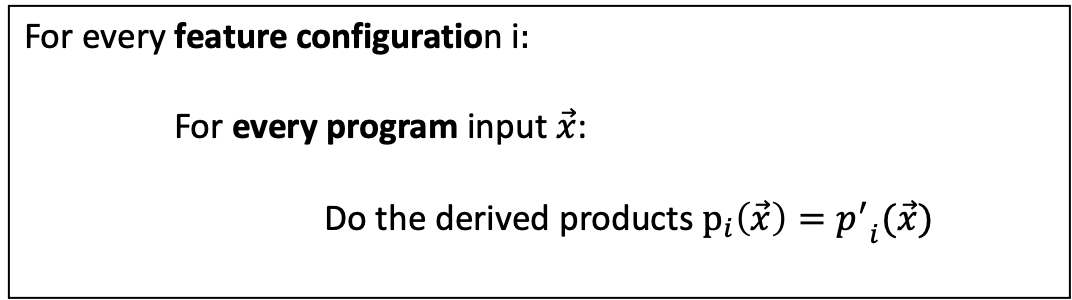 For every feature configuration i:
For every program input x⃗:
Do the derived products pᵢ(x⃗) = p′ᵢ(x⃗)